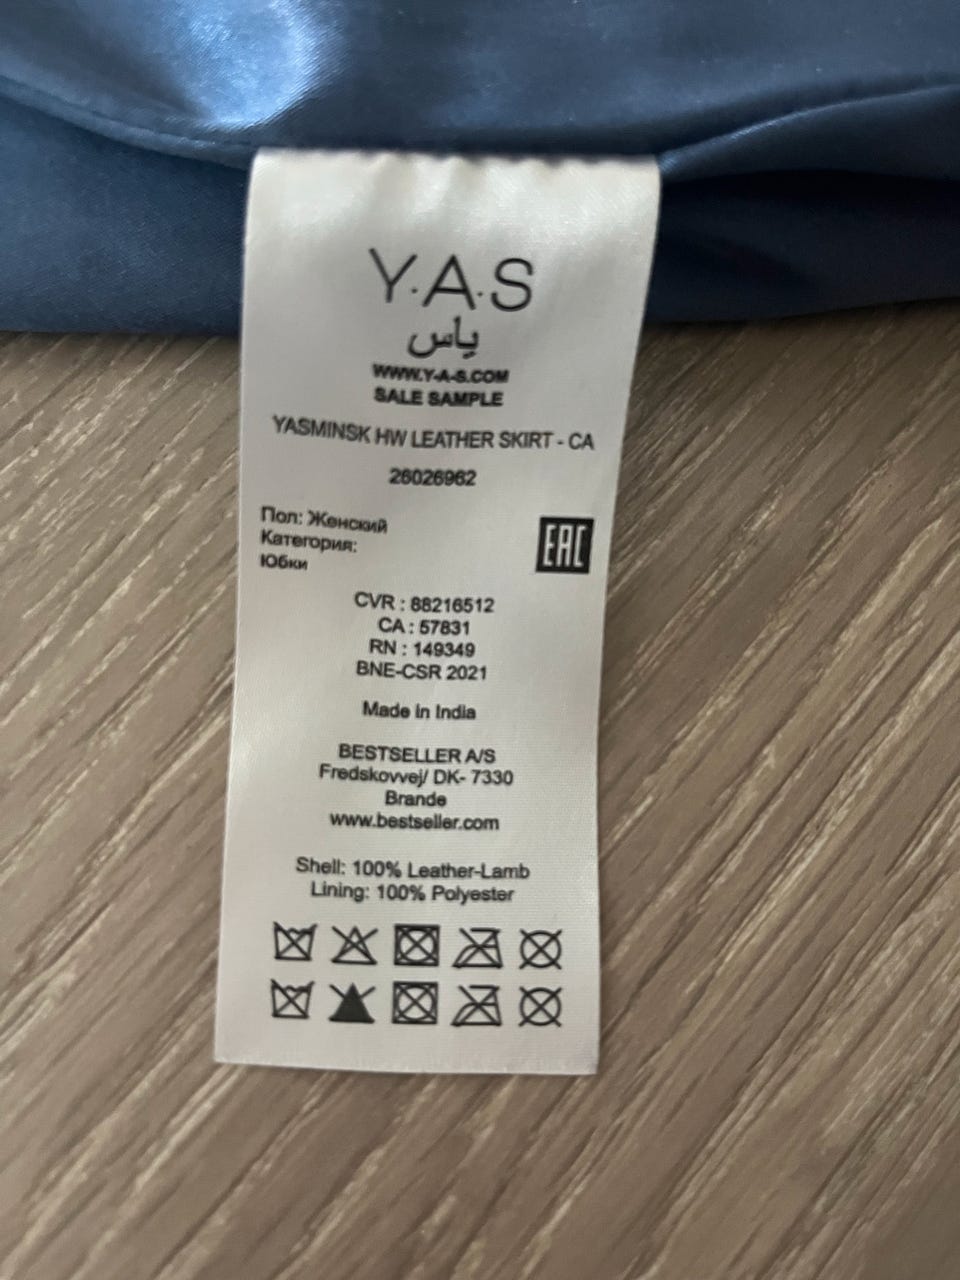 Y.A.S
ياس
WWW.Y-A-S.COM
SALE SAMPLE
YASMINSK HW LEATHER SKIRT - CA
26026962
Пол: Женский
Категория:
Юбки
EAC
CVR : 88216512
CA : 57831
RN : 149349
BNE-CSR 2021
Made in India
BESTSELLER A/S
Fredskovvej/ DK- 7330
Brande
www.bestseller.com
Shell: 100% Leather-Lamb
Lining: 100% Polyester